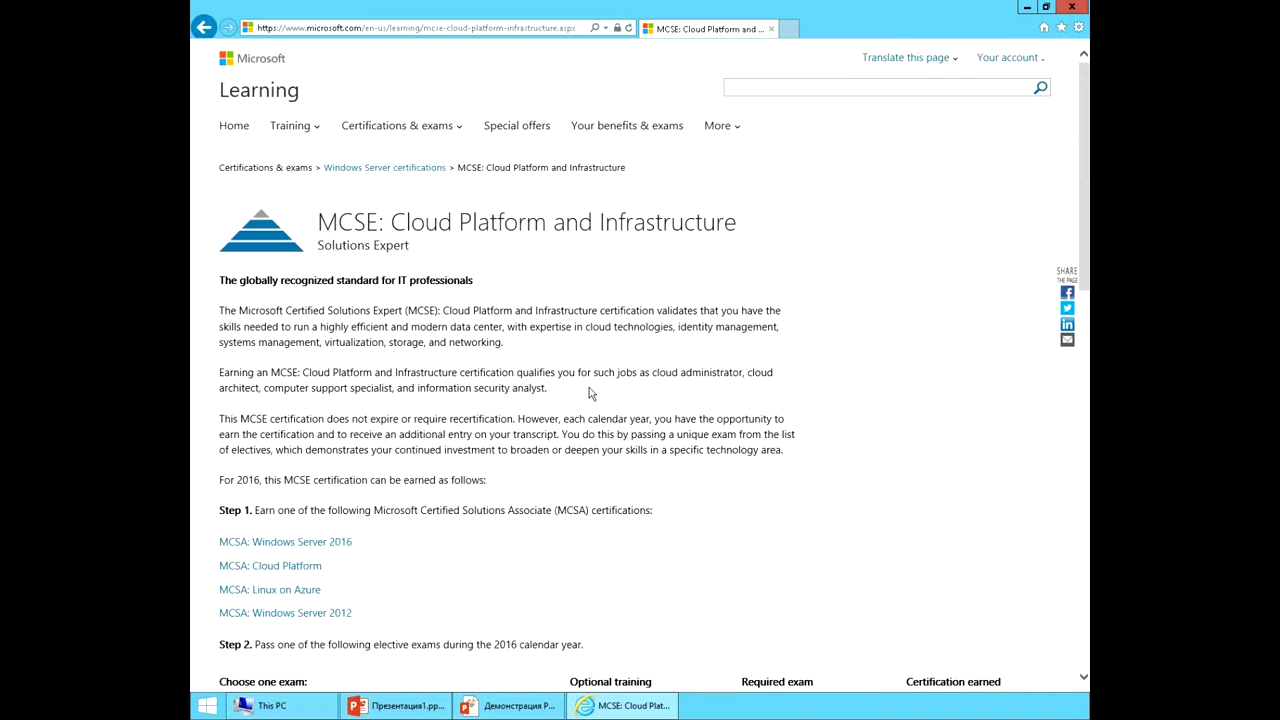 https://www.microsoft.com/en-us/learning/mcse-cloud-platform-infrastructure.aspx
MCSE: Cloud Platform and ...
Microsoft
Translate this page
Your account
Learning
Home
Training
Certifications & exams
Special offers
Your benefits & exams
More
Certifications & exams > Windows Server certifications > MCSE: Cloud Platform and Infrastructure
MCSE: Cloud Platform and Infrastructure
Solutions Expert
SHARE
THE PAGE
The globally recognized standard for IT professionals
The Microsoft Certified Solutions Expert (MCSE): Cloud Platform and Infrastructure certification validates that you have the
skills needed to run a highly efficient and modern data center, with expertise in cloud technologies, identity management,
systems management, virtualization, storage, and networking.
Earning an MCSE: Cloud Platform and Infrastructure certification qualifies you for such jobs as cloud administrator, cloud
architect, computer support specialist, and information security analyst.
This MCSE certification does not expire or require recertification. However, each calendar year, you have the opportunity to
earn the certification and to receive an additional entry on your transcript. You do this by passing a unique exam from the list
of electives, which demonstrates your continued investment to broaden or deepen your skills in a specific technology area.
For 2016, this MCSE certification can be earned as follows:
Step 1. Earn one of the following Microsoft Certified Solutions Associate (MCSA) certifications:
MCSA: Windows Server 2016
MCSA: Cloud Platform
MCSA: Linux on Azure
MCSA: Windows Server 2012
Step 2. Pass one of the following elective exams during the 2016 calendar year.
Choose one exam:
Optional training
Required exam
Certification earned
This PC
Презентация1.pp...
Демонстрация P...
MCSE: Cloud Plat...